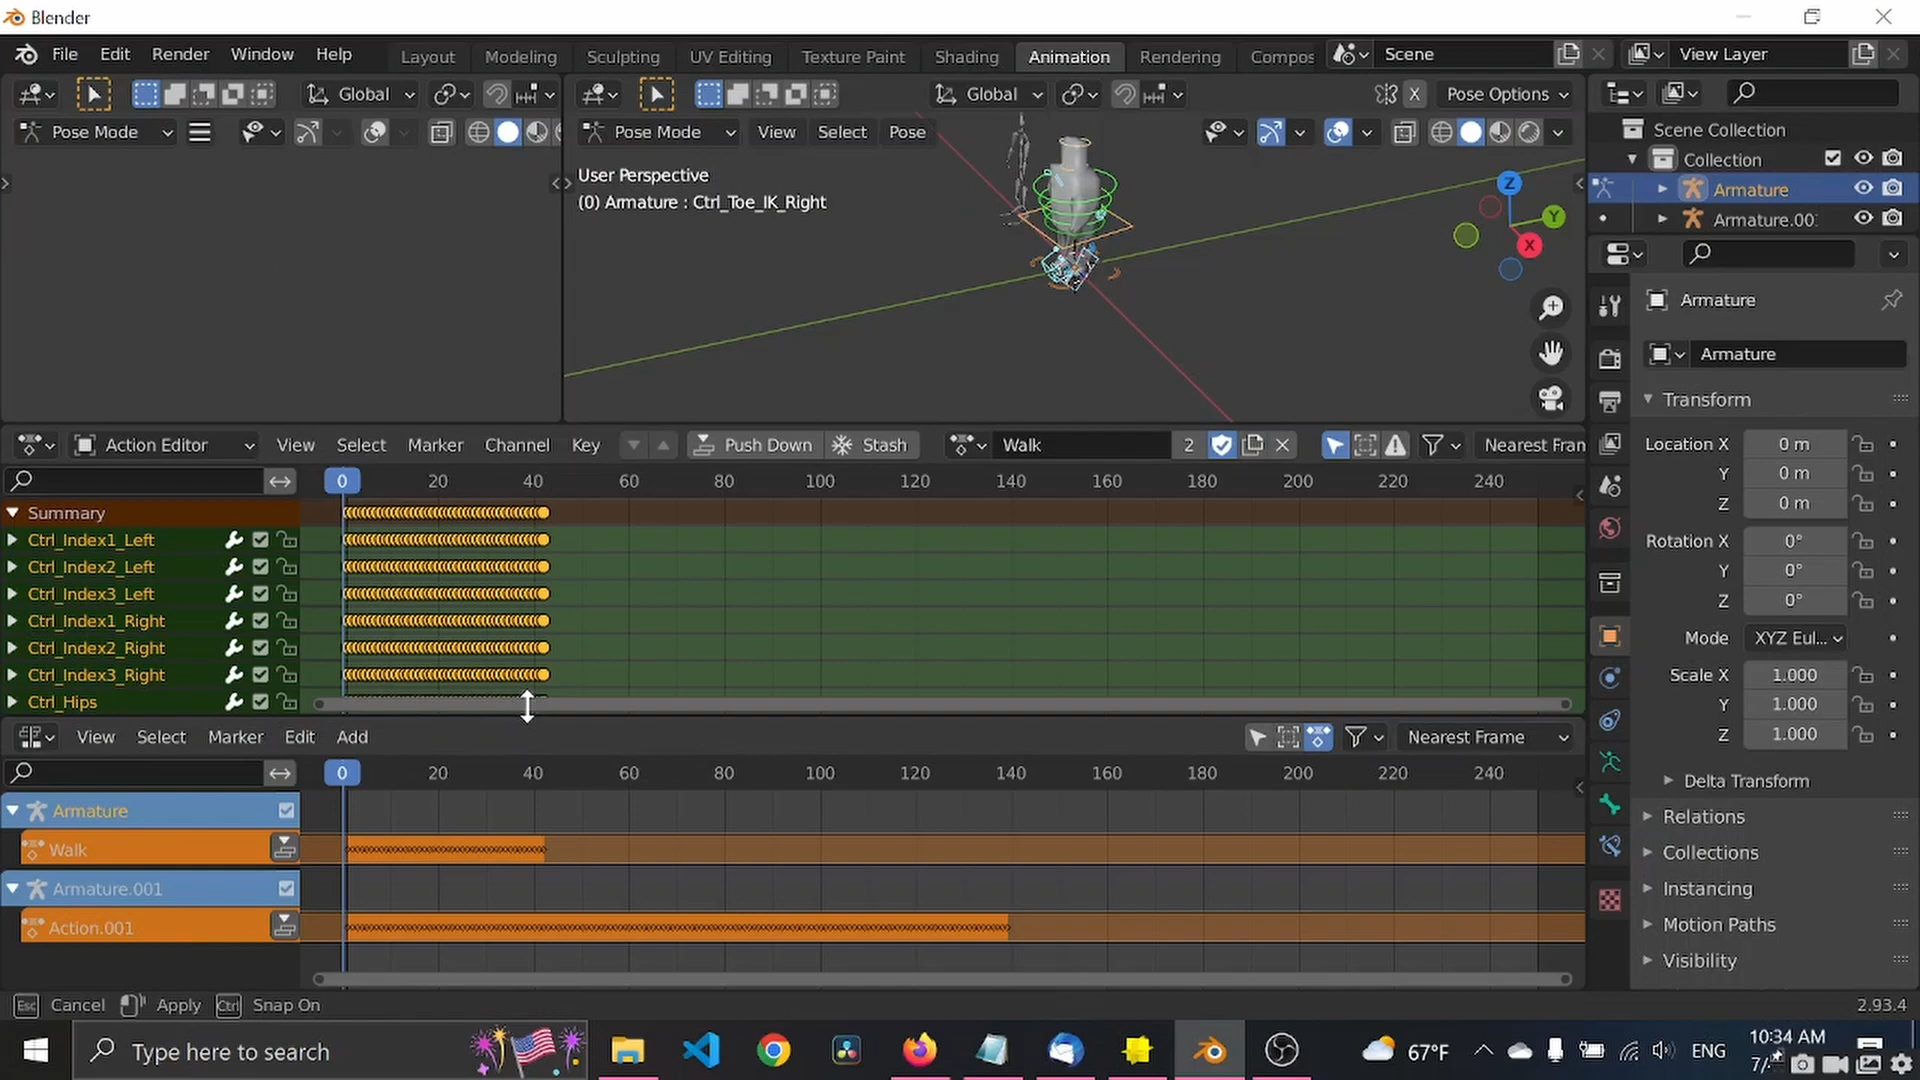 Blender
File Edit Render Window Help Layout Modeling Sculpting UV Editing Texture Paint Shading Animation Rendering Compos Scene View Layer
Global Global X Pose Options
Pose Mode Pose Mode View Select Pose
User Perspective
(0) Armature : Ctrl_Toe_IK_Right
Z
Y
X
Scene Collection
Collection
Armature
Armature.00
Armature
Armature
Transform
Location X 0 m
Y 0 m
Z 0 m
Rotation X 0°
Y 0°
Z 0°
Mode XYZ Eul...
Scale X 1.000
Y 1.000
Z 1.000
Delta Transform
Relations
Collections
Instancing
Motion Paths
Visibility
Action Editor View Select Marker Channel Key Push Down Stash Walk 2 Nearest Fran
0 20 40 60 80 100 120 140 160 180 200 220 240
Summary
Ctrl_Index1_Left
Ctrl_Index2_Left
Ctrl_Index3_Left
Ctrl_Index1_Right
Ctrl_Index2_Right
Ctrl_Index3_Right
Ctrl_Hips
View Select Marker Edit Add Nearest Frame
0 20 40 60 80 100 120 140 160 180 200 220 240
Armature
Walk
Armature.001
Action.001
Esc Cancel Apply Ctrl Snap On 2.93.4
Type here to search 67°F ENG 10:34 AM
7/